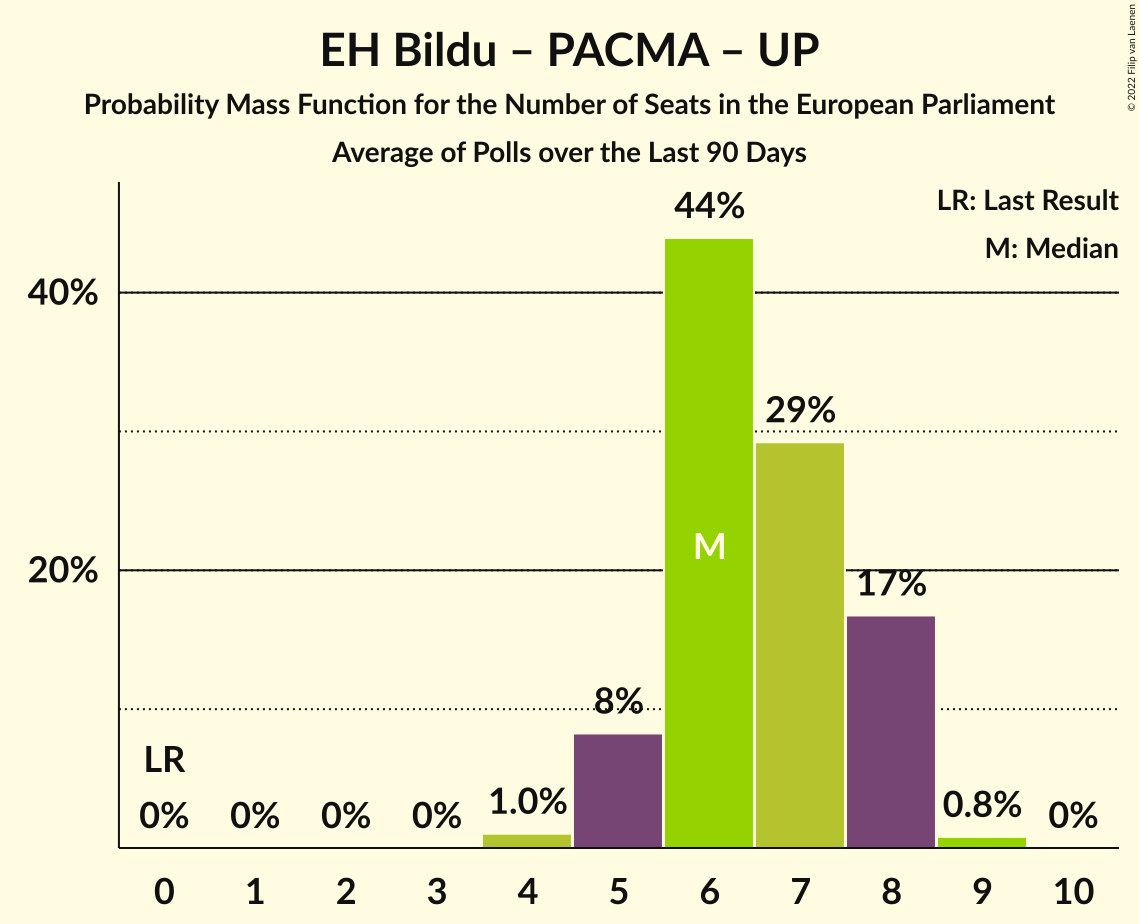 EH Bildu – PACMA – UP
Probability Mass Function for the Number of Seats in the European Parliament
Average of Polls over the Last 90 Days
© 2022 Filip van Laenen
LR: Last Result
M: Median
44%
40%
29%
M
20%
17%
8%
LR
0% 0% 0% 0% 1.0% 0.8% 0%
0 1 2 3 4 5 6 7 8 9 10